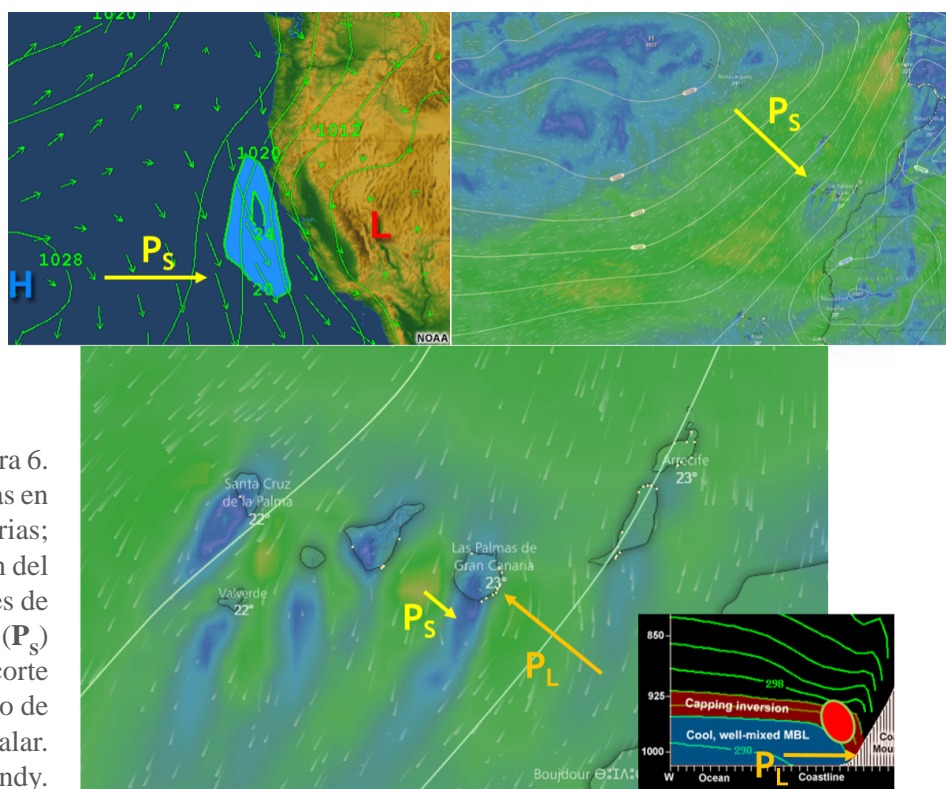 1020
1012
1020
P_S
24
L
1028
H
20
NOAA
H
P_S
ra 6.
as en
rias;
n del
es de
(P_S)
corte
o de
alar.
ndy.
Santa Cruz
de la Palma
22°
Arrecife
23°
Las Palmas de
Gran Canaria
23°
Valverde
22°
P_S
P_L
Boujdour
850
925
1000
298
Capping inversion
Cool, well-mixed MBL
290
P_L
Co
Mou
W Ocean Coastline